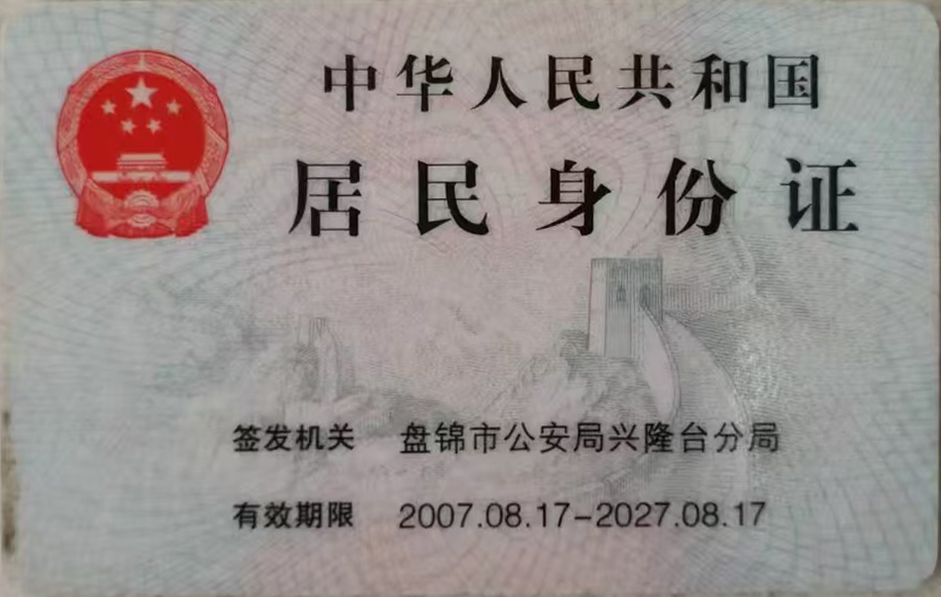 中华人民共和国
居民身份证
签发机关 盘锦市公安局兴隆台分局
有效期限 2007.08.17-2027.08.17